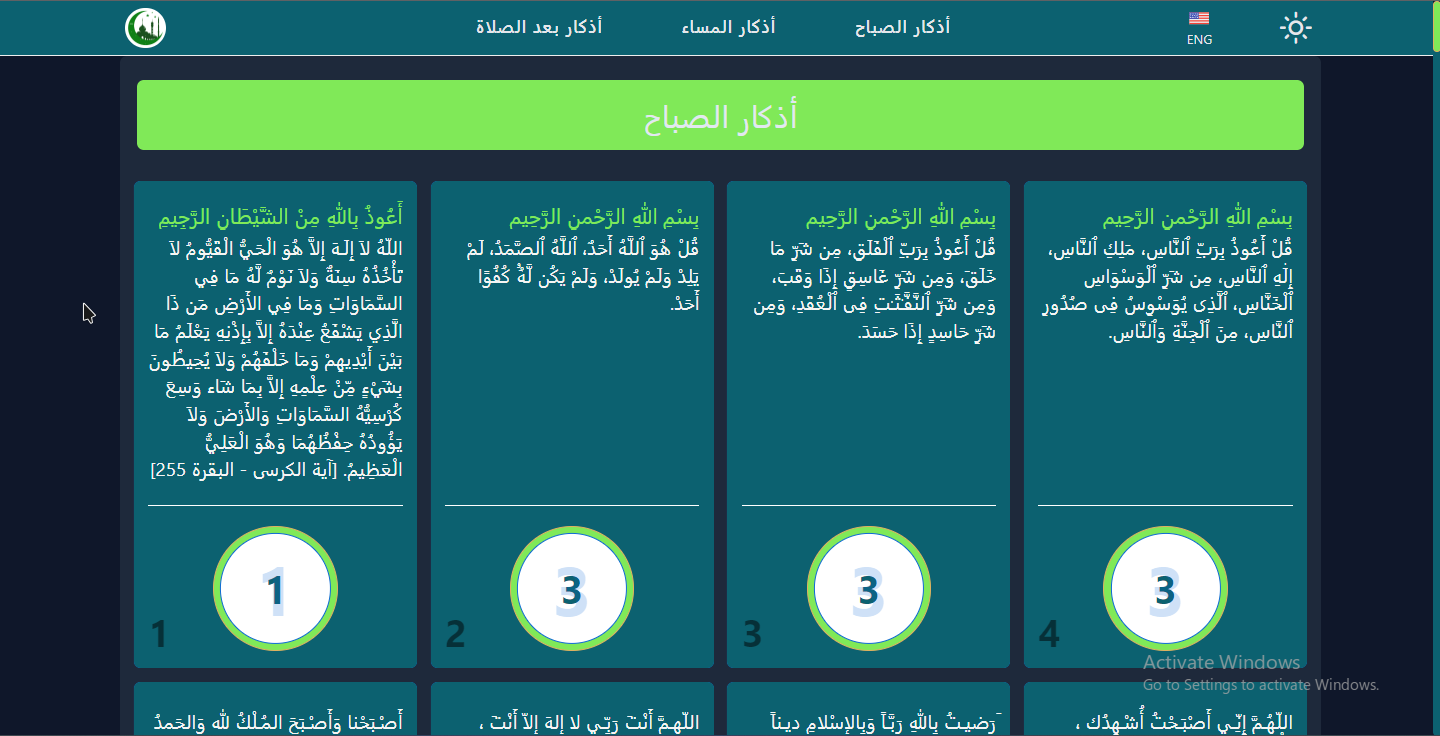 أذكار الصباح
أذكار المساء
أذكار بعد الصلاة
ENG
أذكار الصباح
أَعُوذُ بِاللهِ مِنْ الشَّيْطَانِ الرَّجِيمِ
اللّهُ لاَ إِلَـهَ إِلاَّ هُوَ الْحَيُّ الْقَيُّومُ لاَ
تَأْخُذُهُ سِنَةٌ وَلاَ نَوْمٌ لَّهُ مَا فِي
السَّمَاوَاتِ وَمَا فِي الأَرْضِ مَن ذَا
الَّذِي يَشْفَعُ عِنْدَهُ إِلاَّ بِإِذْنِهِ يَعْلَمُ مَا
بَيْنَ أَيْدِيهِمْ وَمَا خَلْفَهُمْ وَلاَ يُحِيطُونَ
بِشَيْءٍ مِّنْ عِلْمِهِ إِلاَّ بِمَا شَاء وَسِعَ
كُرْسِيُّهُ السَّمَاوَاتِ وَالأَرْضَ وَلاَ
يَؤُودُهُ حِفْظُهُمَا وَهُوَ الْعَلِيُّ
الْعَظِيمُ. [آية الكرسى - البقرة 255]
1
1
بِسْمِ اللهِ الرَّحْمنِ الرَّحِيم
قُلْ هُوَ ٱللَّهُ أَحَدٌ، ٱللَّهُ ٱلصَّمَدُ، لَمْ
يَلِدْ وَلَمْ يُولَدْ، وَلَمْ يَكُن لَّهُۥ كُفُوًا
أَحَدٌۢ.
3
2
بِسْمِ اللهِ الرَّحْمنِ الرَّحِيم
قُلْ أَعُوذُ بِرَبِّ ٱلْفَلَقِ، مِن شَرِّ مَا
خَلَقَ، وَمِن شَرِّ غَاسِقٍ إِذَا وَقَبَ،
وَمِن شَرِّ ٱلنَّفَّٰثَٰتِ فِى ٱلْعُقَدِ، وَمِن
شَرِّ حَاسِدٍ إِذَا حَسَدَ.
3
3
بِسْمِ اللهِ الرَّحْمنِ الرَّحِيم
قُلْ أَعُوذُ بِرَبِّ ٱلنَّاسِ، مَلِكِ ٱلنَّاسِ،
إِلَٰهِ ٱلنَّاسِ، مِن شَرِّ ٱلْوَسْوَاسِ
ٱلْخَنَّاسِ، ٱلَّذِى يُوَسْوِسُ فِى صُدُورِ
ٱلنَّاسِ، مِنَ ٱلْجِنَّةِ وَٱلنَّاسِ.
3
4
أَصْبَحْنا وَأَصْبَحَ المُلْكُ لله وَالحَمدُ
اللّهمَّ أَنْتَ رَبِّي لا إلهَ إلاّ أَنْتَ ،
رَضيتُ بِاللهِ رَبَّاً وَبِالإسْلامِ ديناً
اللّهُمَّ إِنِّي أَصْبَحْتُ أُشْهِدُك ،
Activate Windows
Go to Settings to activate Windows.